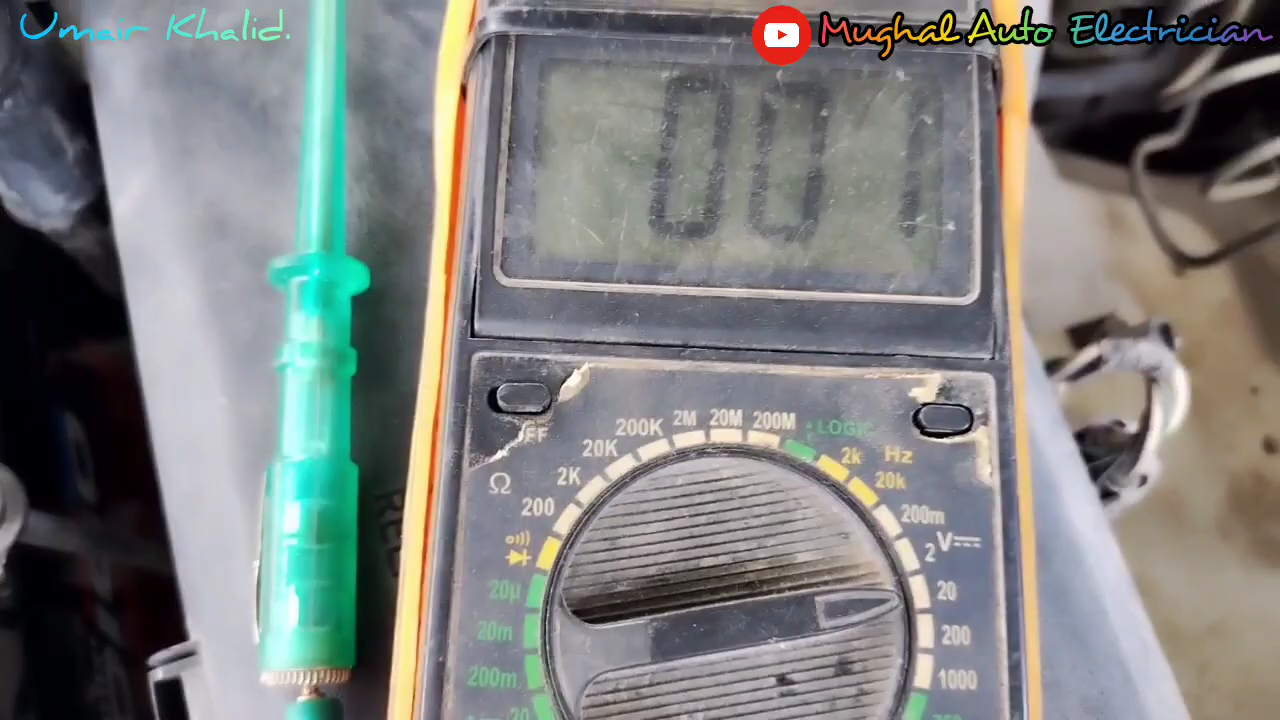 Umair Khalid.
Mughal Auto Electrician
001
200K 2M 20M 200M LOGIC
20K 2k Hz
2K 20k
Ω
200 200m
V
2
20µ 20
20m 200
200m 1000
20